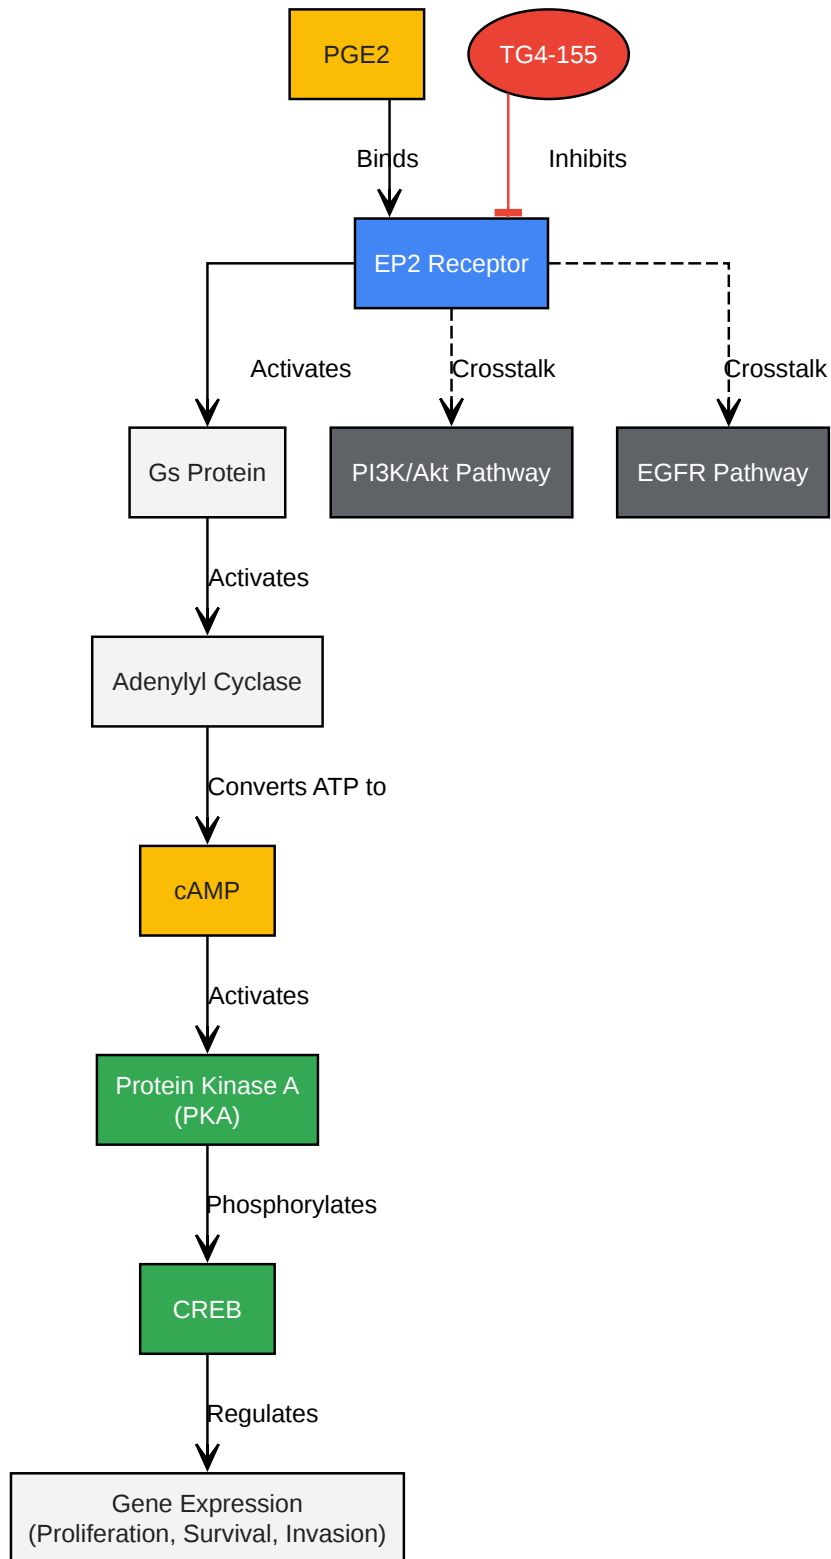 PGE2
TG4-155
Binds
Inhibits
EP2 Receptor
Activates
Crosstalk
Crosstalk
Gs Protein
PI3K/Akt Pathway
EGFR Pathway
Activates
Adenylyl Cyclase
Converts ATP to
cAMP
Activates
Protein Kinase A
(PKA)
Phosphorylates
CREB
Regulates
Gene Expression
(Proliferation, Survival, Invasion)